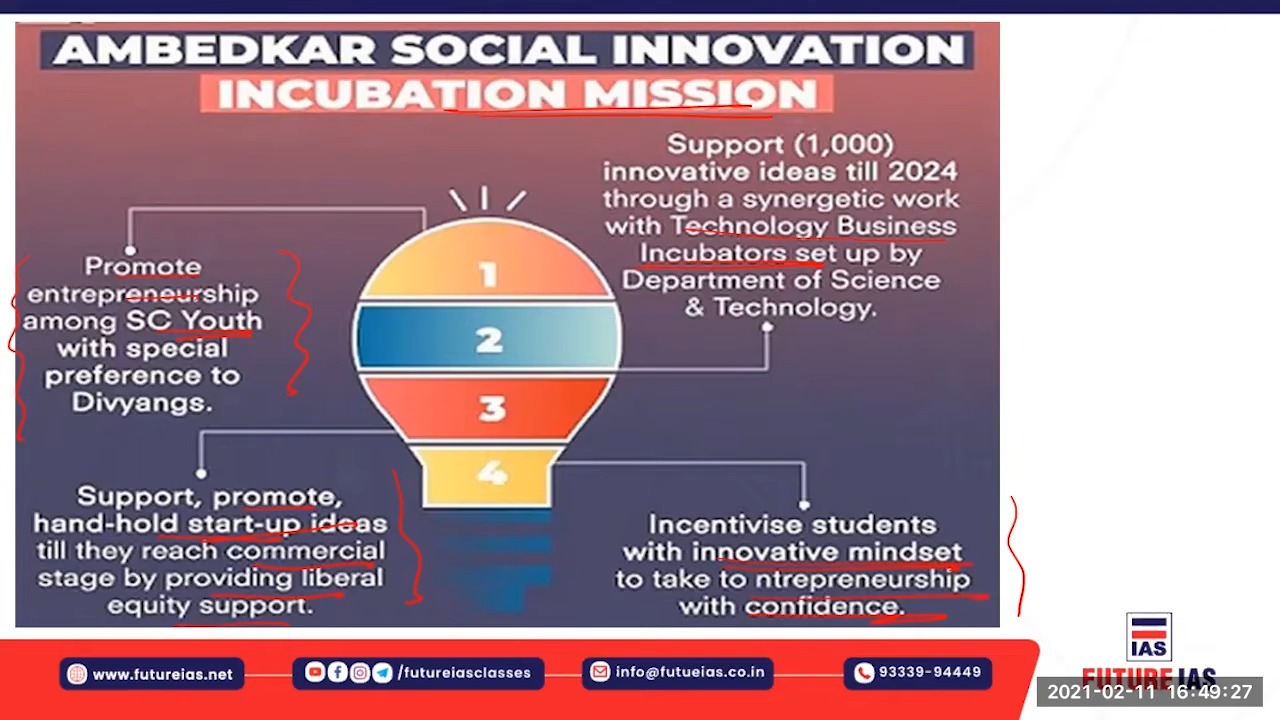 AMBEDKAR SOCIAL INNOVATION
INCUBATION MISSION
1
Promote
entrepreneurship
among SC Youth
with special
preference to
Divyangs.
2
Support (1,000)
innovative ideas till 2024
through a synergetic work
with Technology Business
Incubators set up by
Department of Science
& Technology.
3
Support, promote,
hand-hold start-up ideas
till they reach commercial
stage by providing liberal
equity support.
4
Incentivise students
with innovative mindset
to take to ntrepreneurship
with confidence.
www.futureias.net
/futureiasclasses
info@futueias.co.in
93339-94449
IAS
FUTURE IAS
2021-02-11 16:49:27